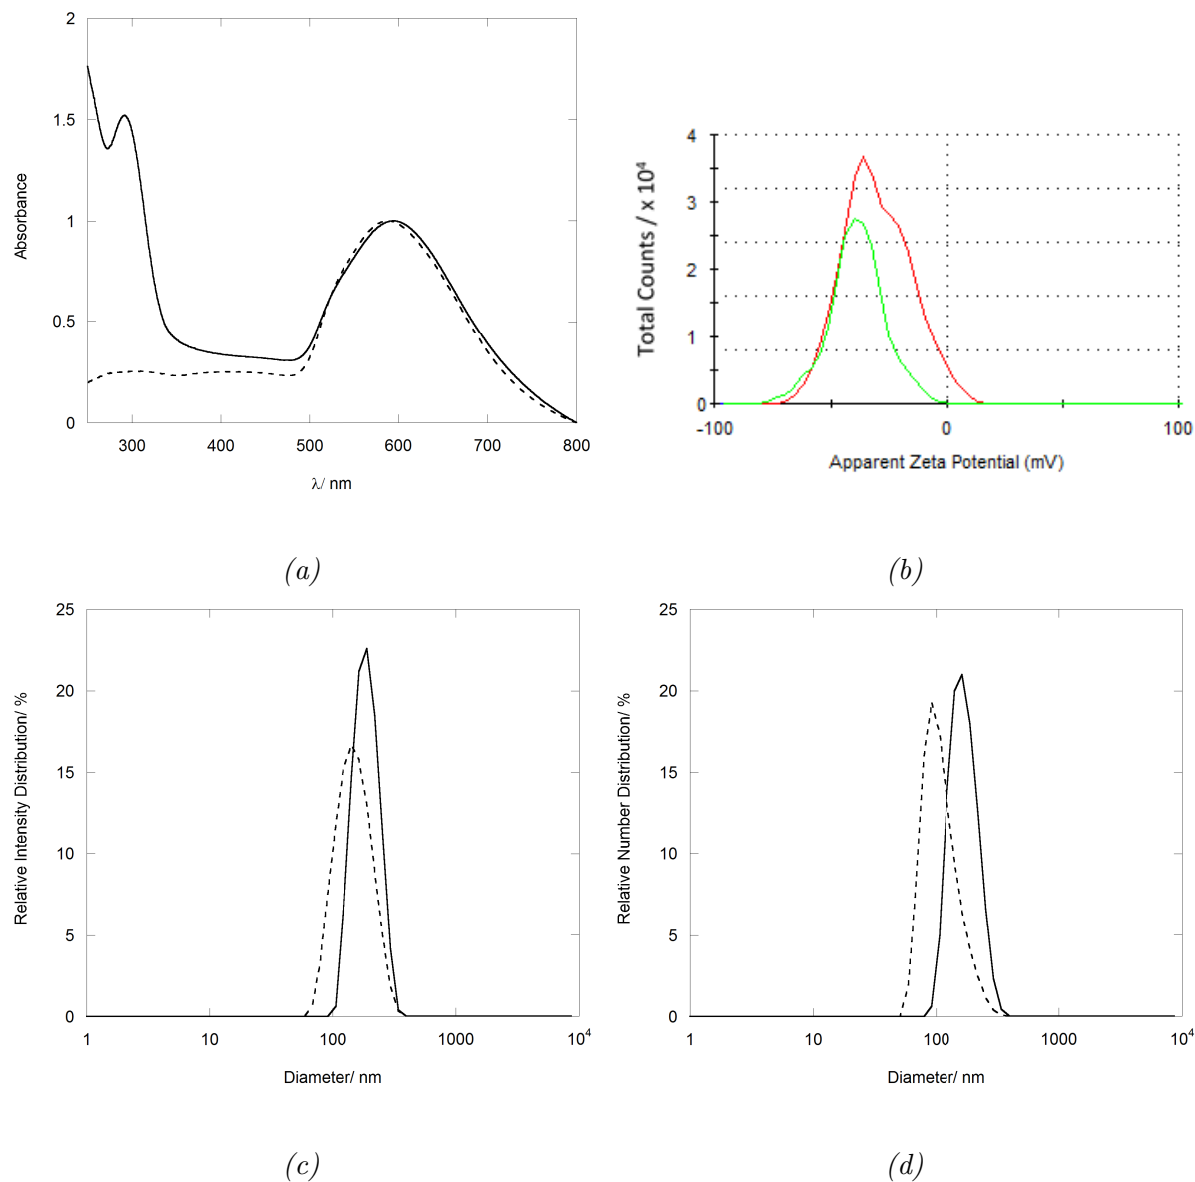 2
1.5
1
0.5
0
Absorbance
300 400 500 600 700 800
λ/ nm
(a)
4
3
2
1
0
Total Counts / x 10⁴
-100 0 100
Apparent Zeta Potential (mV)
(b)
25
20
15
10
5
0
Relative Intensity Distribution/ %
1 10 100 1000 10⁴
Diameter/ nm
(c)
25
20
15
10
5
0
Relative Number Distribution/ %
1 10 100 1000 10⁴
Diameter/ nm
(d)